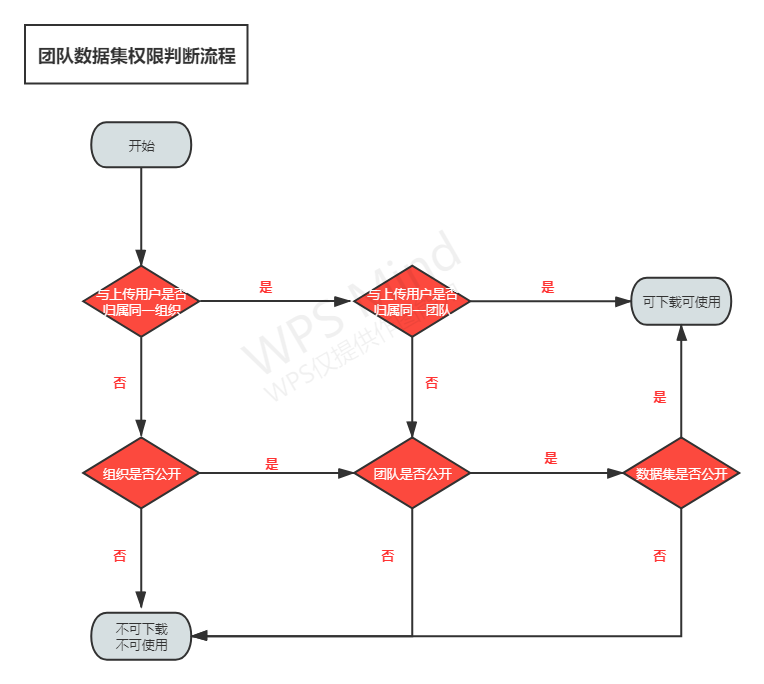 团队数据集权限判断流程
开始
与上传用户是否
归属同一组织
是
与上传用户是否
归属同一团队
是
可下载可使用
WPS Mind
WPS仅提供作
否
否
是
组织是否公开
是
团队是否公开
是
数据集是否公开
否
否
否
不可下载
不可使用